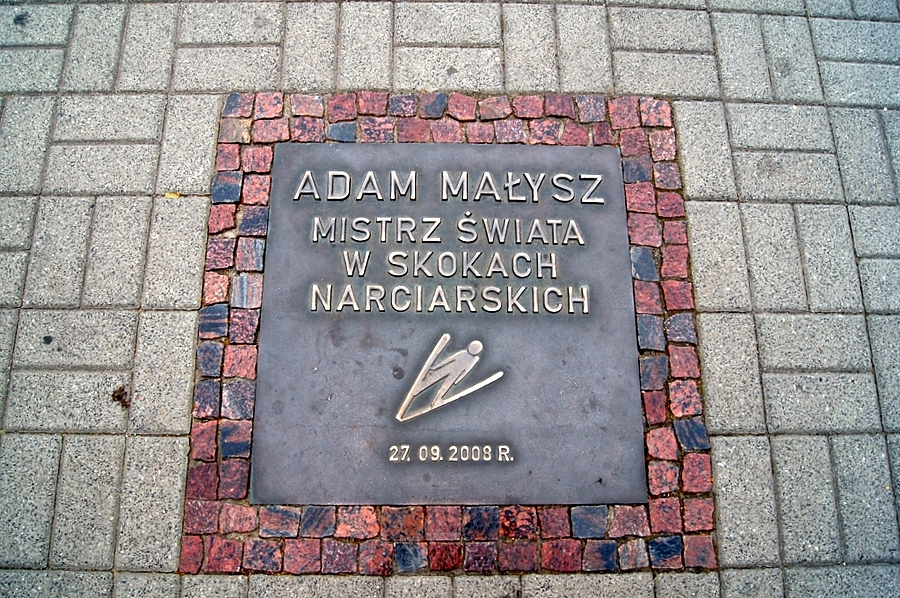 ADAM MAŁYSZ
MISTRZ ŚWIATA
W SKOKACH
NARCIARSKICH
27. 09. 2008 R.